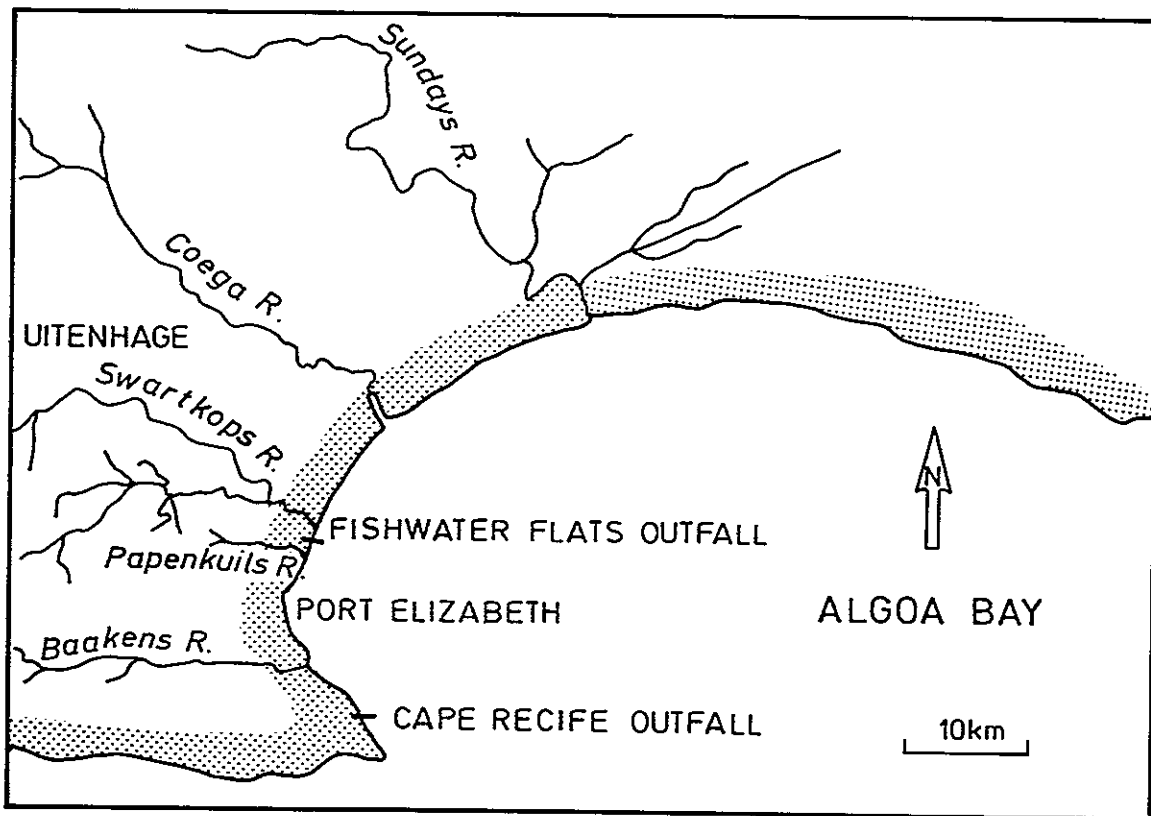 Sundays R.
Coega R.
UITENHAGE
Swartkops R.
FISHWATER FLATS OUTFALL
Papenkuils R.
PORT ELIZABETH
ALGOA BAY
N
Baakens R.
CAPE RECIFE OUTFALL
10km